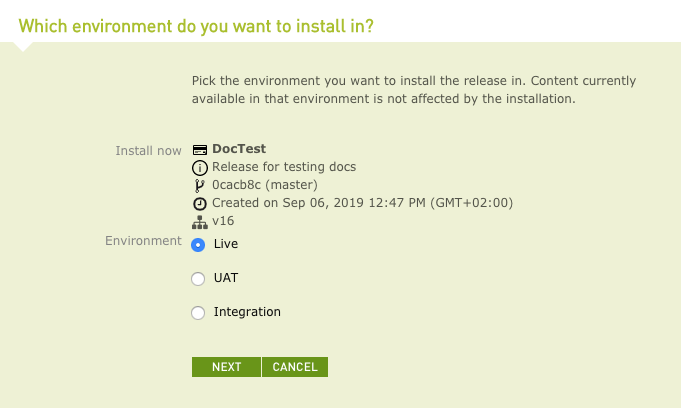 Which environment do you want to install in?
Pick the environment you want to install the release in. Content currently
available in that environment is not affected by the installation.
Install now DocTest
Release for testing docs
0cacb8c (master)
Created on Sep 06, 2019 12:47 PM (GMT+02:00)
v16
Environment Live
UAT
Integration
NEXT CANCEL